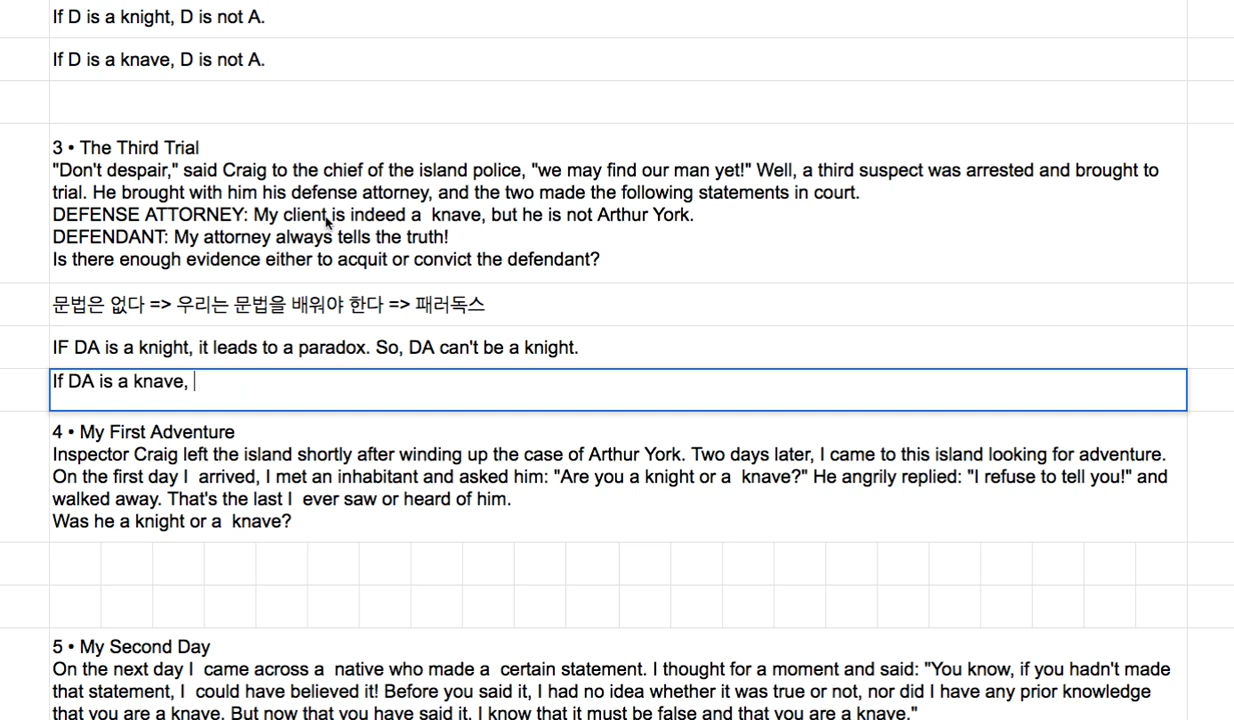 If D is a knight, D is not A.
If D is a knave, D is not A.
3 • The Third Trial
"Don't despair," said Craig to the chief of the island police, "we may find our man yet!" Well, a third suspect was arrested and brought to
trial. He brought with him his defense attorney, and the two made the following statements in court.
DEFENSE ATTORNEY: My client is indeed a  knave, but he is not Arthur York.
DEFENDANT: My attorney always tells the truth!
Is there enough evidence either to acquit or convict the defendant?
문법은 없다 => 우리는 문법을 배워야 한다 => 패러독스
IF DA is a knight, it leads to a paradox. So, DA can't be a knight.
If DA is a knave,
4 • My First Adventure
Inspector Craig left the island shortly after winding up the case of Arthur York. Two days later, I came to this island looking for adventure.
On the first day I  arrived, I met an inhabitant and asked him: "Are you a knight or a  knave?" He angrily replied: "I refuse to tell you!" and
walked away. That's the last I  ever saw or heard of him.
Was he a knight or a  knave?
5 • My Second Day
On the next day I  came across a  native who made a  certain statement. I thought for a moment and said: "You know, if you hadn't made
that statement, I  could have believed it! Before you said it, I had no idea whether it was true or not, nor did I have any prior knowledge
that you are a knave. But now that you have said it, I know that it must be false and that you are a knave."